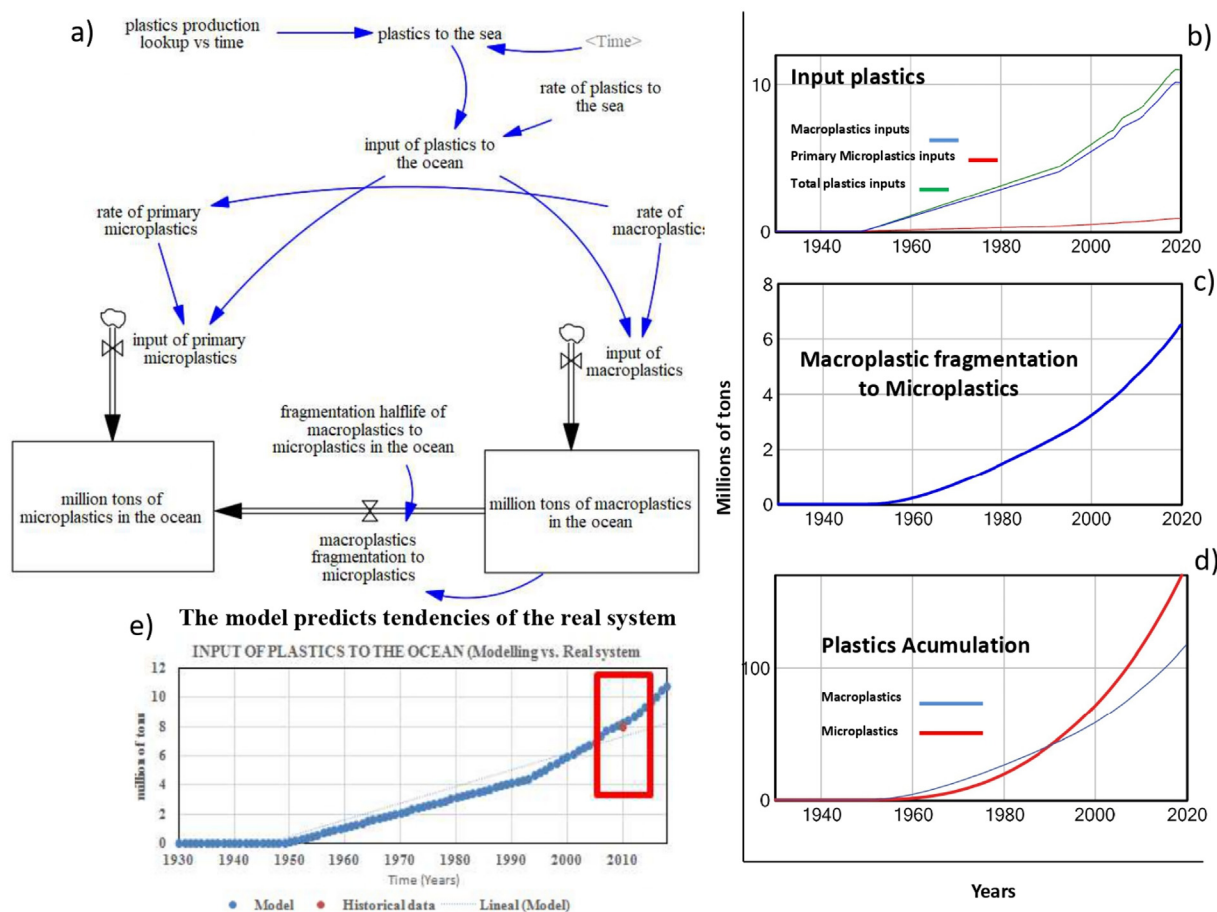 a)
plastics production
lookup vs time
plastics to the sea
<Time>
rate of plastics to
the sea
input of plastics to
the ocean
rate of primary
microplastics
rate of
macroplastics
input of primary
microplastics
input of
macroplastics
fragmentation halflife of
macroplastics to
microplastics in the ocean
million tons of
microplastics in the ocean
million tons of macroplastics
in the ocean
macroplastics
fragmentation to
microplastics
b)
Input plastics
Macroplastics inputs
Primary Microplastics inputs
Total plastics inputs
10
0
1940 1960 1980 2000 2020
c)
Macroplastic fragmentation
to Microplastics
8
6
4
2
0
1940 1960 1980 2000 2020
Millions of tons
d)
Plastics Acumulation
Macroplastics
Microplastics
100
0
1940 1960 1980 2000 2020
Years
The model predicts tendencies of the real system
e)
INPUT OF PLASTICS TO THE OCEAN (Modelling vs. Real system
million of tons
12
10
8
6
4
2
0
1930 1940 1950 1960 1970 1980 1990 2000 2010
Time (Years)
Model Historical data Lineal (Model)